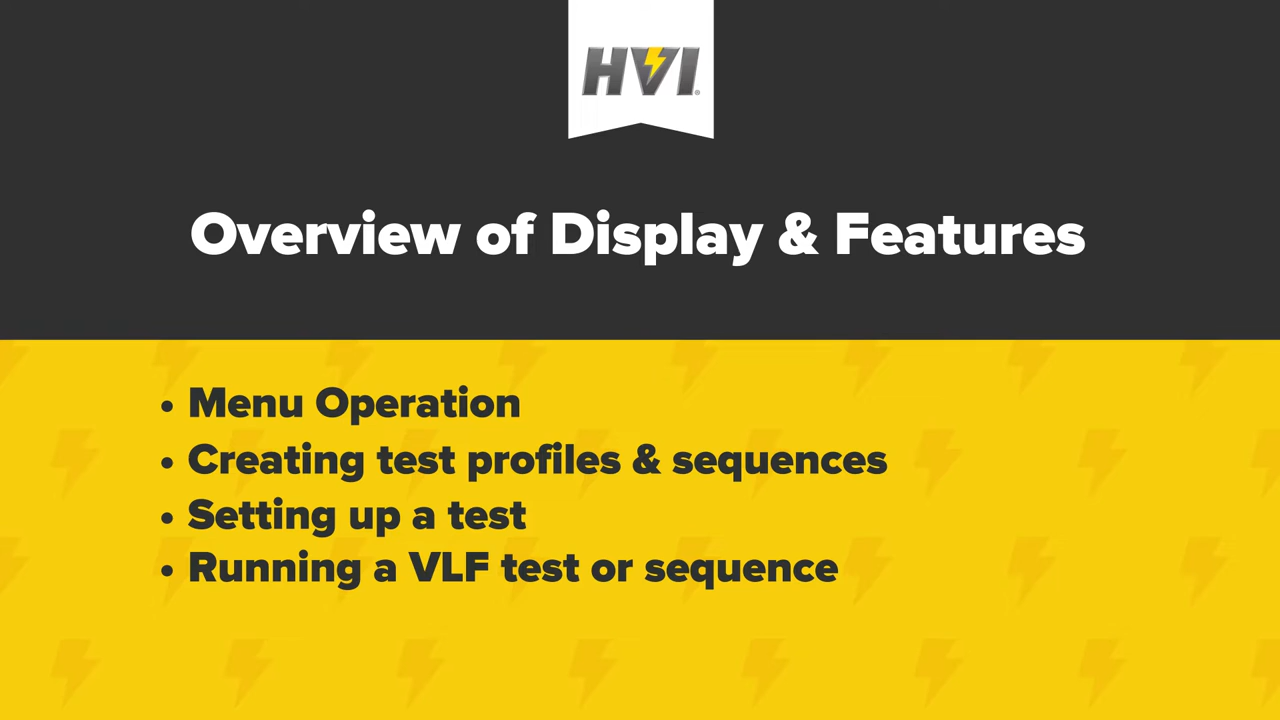 HVI®
Overview of Display & Features
• Menu Operation
• Creating test profiles & sequences
• Setting up a test
• Running a VLF test or sequence